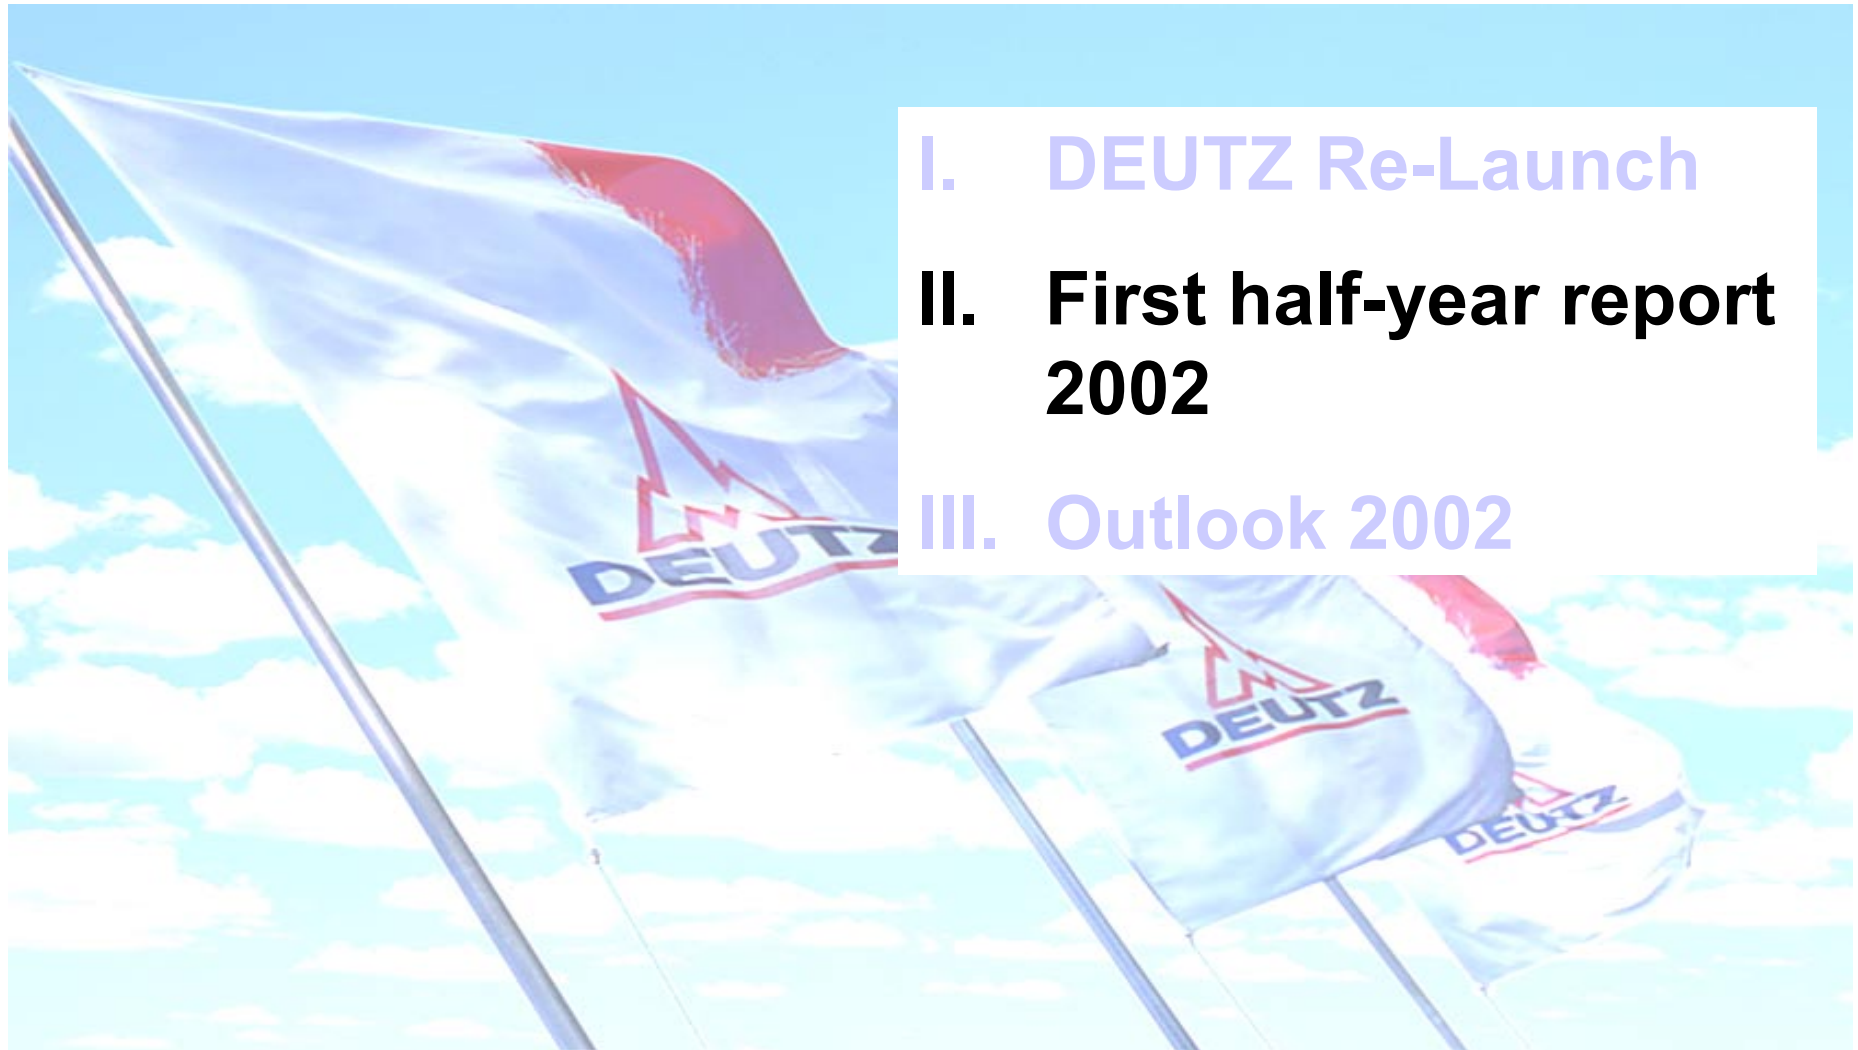 I. DEUTZ Re-Launch
II. First half-year report
2002
III. Outlook 2002
DEUTZ
DEUTZ
DEUTZ